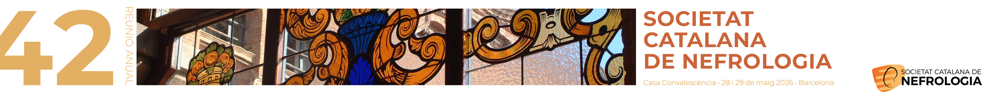 42
REUNIÓ ANUAL
SOCIETAT
CATALANA
DE NEFROLOGIA
Casa Convalescència • 28 i 29 de maig 2026 • Barcelona
SOCIETAT CATALANA DE
NEFROLOGIA